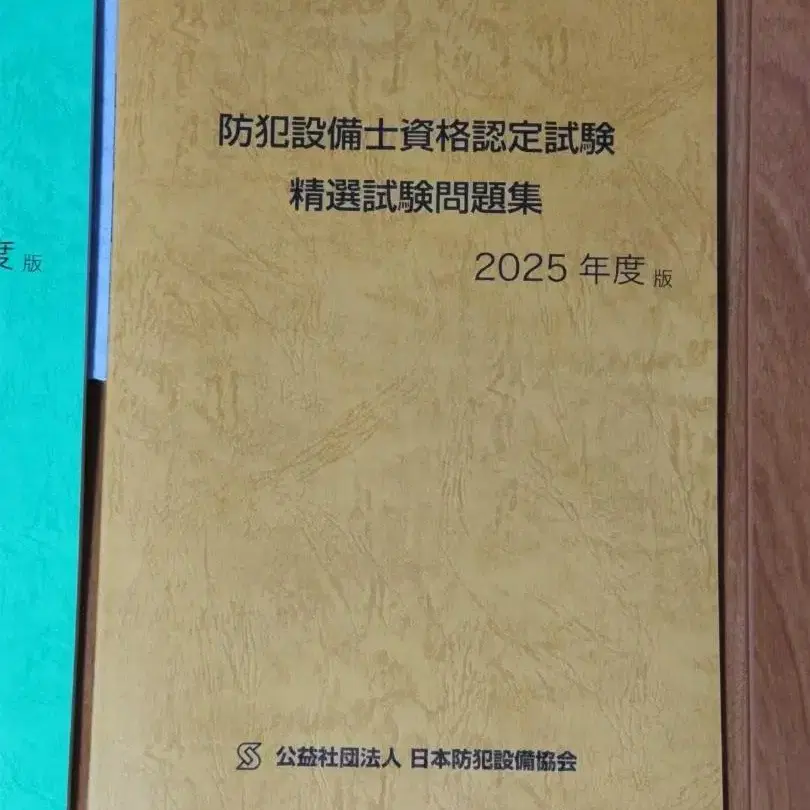 防犯設備士資格認定試験
精選試験問題集
2025 年度 版
度 版
公益社団法人 日本防犯設備協会